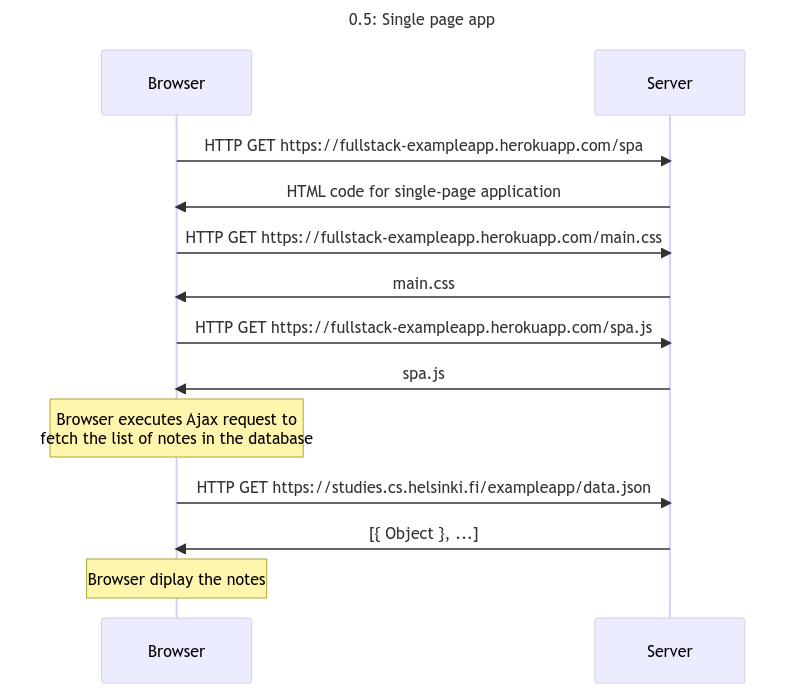 0.5: Single page app
Browser
Server
HTTP GET https://fullstack-exampleapp.herokuapp.com/spa
HTML code for single-page application
HTTP GET https://fullstack-exampleapp.herokuapp.com/main.css
main.css
HTTP GET https://fullstack-exampleapp.herokuapp.com/spa.js
spa.js
Browser executes Ajax request to
fetch the list of notes in the database
HTTP GET https://studies.cs.helsinki.fi/exampleapp/data.json
[{ Object }, ...]
Browser diplay the notes
Browser
Server